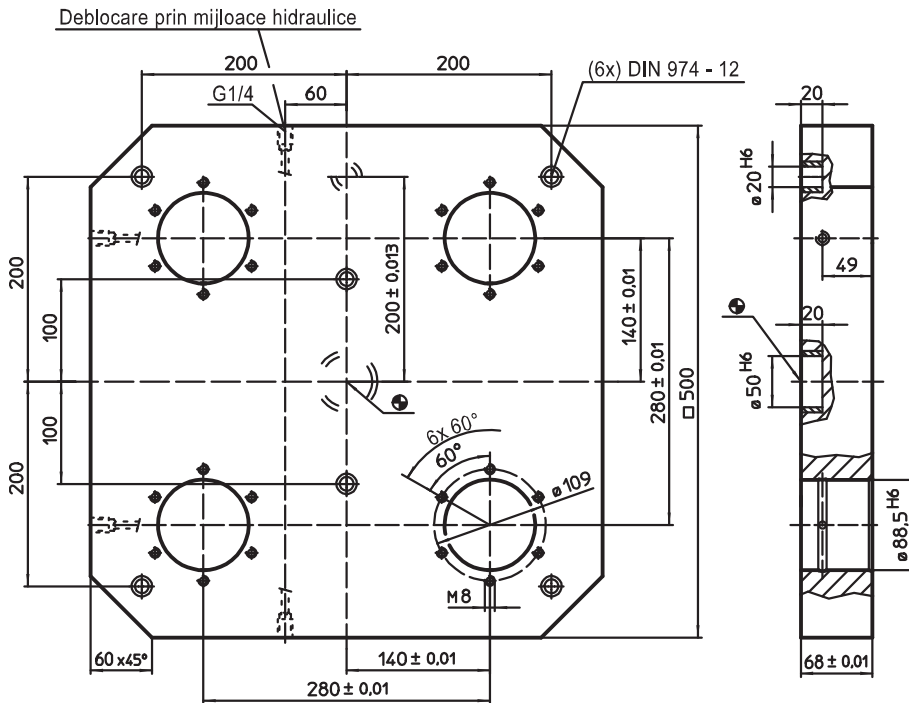 Deblocare prin mijloace hidraulice
200
200
(6x) DIN 974 - 12
G1/4
60
20
ø20 H6
200
200 ± 0,013
49
100
140 ± 0,01
20
280 ± 0,01
ø50 H6
□ 500
100
6x 60°
60°
200
ø109
ø88,5 H6
M8
60 x45°
140 ± 0,01
68 ± 0,01
280 ± 0,01